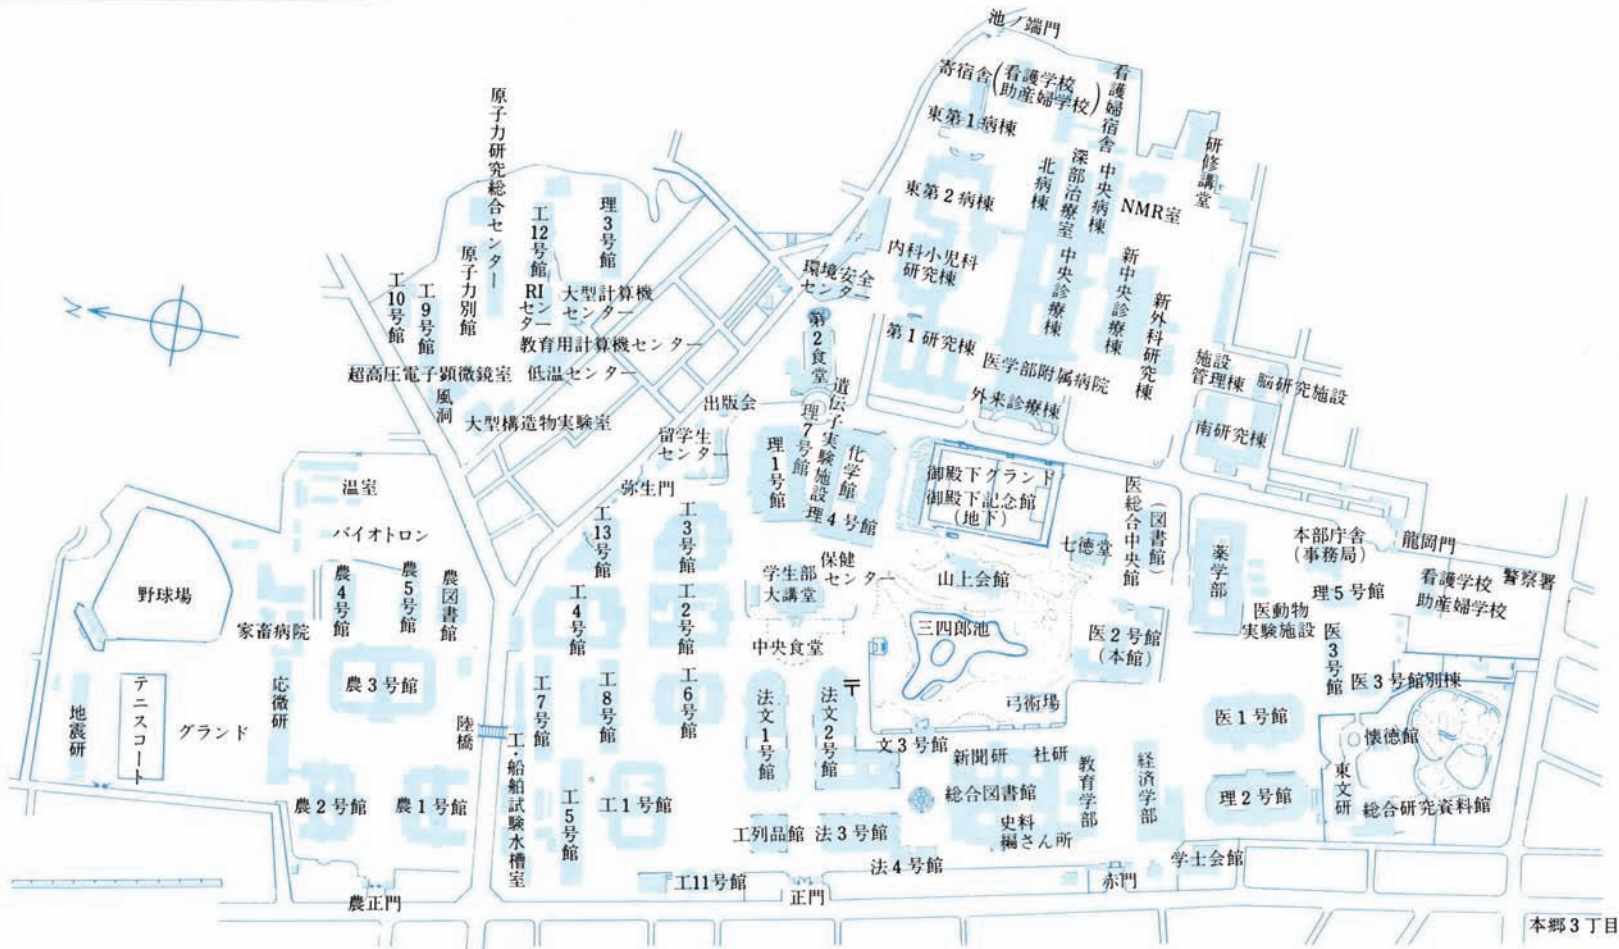 池ノ端門
寄宿舎(看護学校
助産婦学校)
看護婦宿舎
東第1病棟
研修講堂
北病棟
深部治療室
中央病棟
NMR室
東第2病棟
内科小児科
研究棟
中央診療棟
新中央診療棟
新外科研究棟
環境安全
センター
第1研究棟
医学部附属病院
外来診療棟
施設
管理棟
脳研究施設
南研究棟
原子力研究総合センター
原子力別館
工12号館
理3号館
RI
センター
大型計算機
センター
工10号館
工9号館
教育用計算機センター
超高圧電子顕微鏡室
低温センター
風洞
大型構造物実験室
出版会
留学生
センター
弥生門
第2食堂
遺伝子実験施設
理7号館
理1号館
化学館
理4号館
御殿下グランド
御殿下記念館
(地下)
七徳堂
医総合中央館
(図書館)
薬学部
本部庁舎
(事務局)
龍岡門
理5号館
看護学校
助産婦学校
警察署
医動物
実験施設
医3号館
医3号館別棟
N
温室
バイオトロン
野球場
農4号館
農5号館
農図書館
家畜病院
農3号館
テニスコート
地震研
グランド
応微研
陸橋
農2号館
農1号館
農正門
工13号館
工3号館
工4号館
工2号館
学生部
大講堂
保健
センター
山上会館
三四郎池
中央食堂
医2号館
(本館)
弓術場
工7号館
工8号館
工6号館
法文1号館
法文2号館
〒
文3号館
新聞研
社研
教育学部
経済学部
医1号館
懐徳館
東文研
理2号館
総合研究資料館
工・船舶試験水槽室
工5号館
工1号館
工列品館
法3号館
総合図書館
史料
編さん所
法4号館
学士会館
工11号館
正門
赤門
本郷3丁目